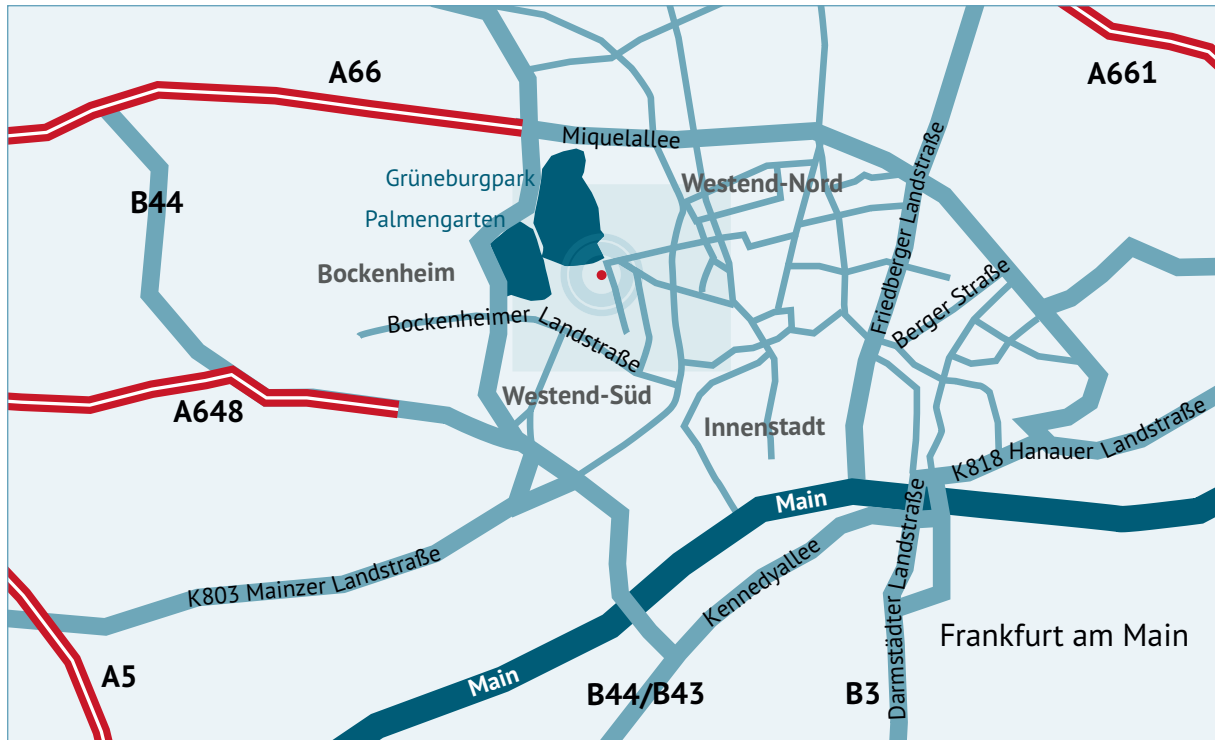 A66
A661
Miquelallee
Grüneburgpark
Westend-Nord
B44
Palmengarten
Friedberger Landstraße
Bockenheim
Berger Straße
Bockenheimer Landstraße
Westend-Süd
A648
Innenstadt
K818 Hanauer Landstraße
Main
Kennedyallee
Darmstädter Landstraße
K803 Mainzer Landstraße
Frankfurt am Main
A5
Main
B44/B43
B3